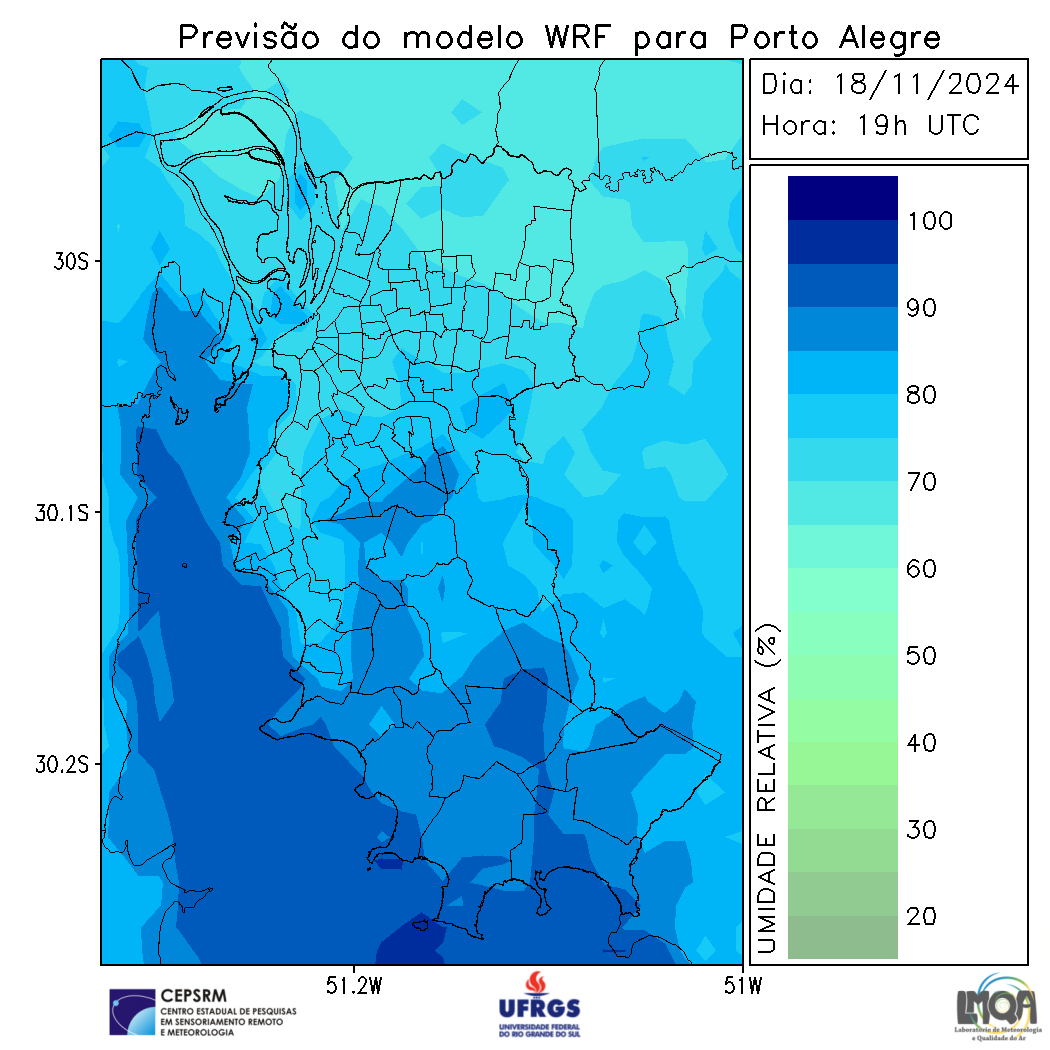 Previsão do modelo WRF para Porto Alegre
Dia: 18/11/2024
Hora: 19h UTC
30S
30.1S
30.2S
51.2W
51W
100
90
80
70
60
50
40
30
20
UMIDADE RELATIVA (%)
CEPSRM
CENTRO ESTADUAL DE PESQUISAS
EM SENSORIAMENTO REMOTO
E METEOROLOGIA
UFRGS
UNIVERSIDADE FEDERAL
DO RIO GRANDE DO SUL
LMQA
Laboratório de Meteorologia
e Qualidade do Ar